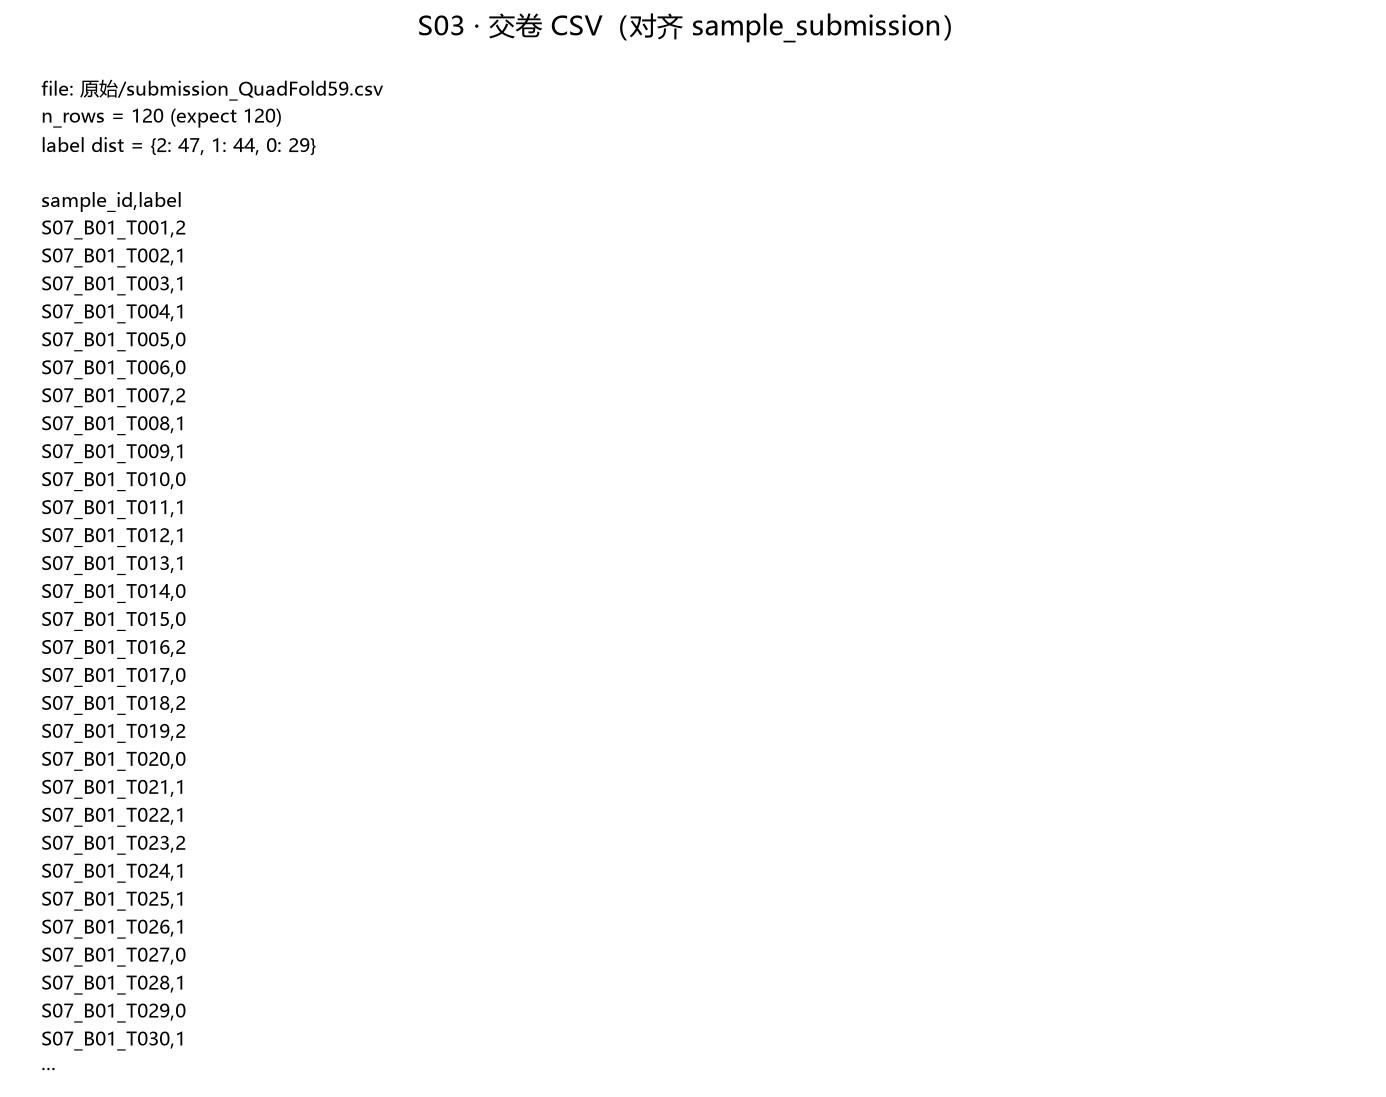 S03 · 交卷 CSV（对齐 sample_submission）
file: 原始/submission_QuadFold59.csv
n_rows = 120 (expect 120)
label dist = {2: 47, 1: 44, 0: 29}
sample_id,label
S07_B01_T001,2
S07_B01_T002,1
S07_B01_T003,1
S07_B01_T004,1
S07_B01_T005,0
S07_B01_T006,0
S07_B01_T007,2
S07_B01_T008,1
S07_B01_T009,1
S07_B01_T010,0
S07_B01_T011,1
S07_B01_T012,1
S07_B01_T013,1
S07_B01_T014,0
S07_B01_T015,0
S07_B01_T016,2
S07_B01_T017,0
S07_B01_T018,2
S07_B01_T019,2
S07_B01_T020,0
S07_B01_T021,1
S07_B01_T022,1
S07_B01_T023,2
S07_B01_T024,1
S07_B01_T025,1
S07_B01_T026,1
S07_B01_T027,0
S07_B01_T028,1
S07_B01_T029,0
S07_B01_T030,1
...